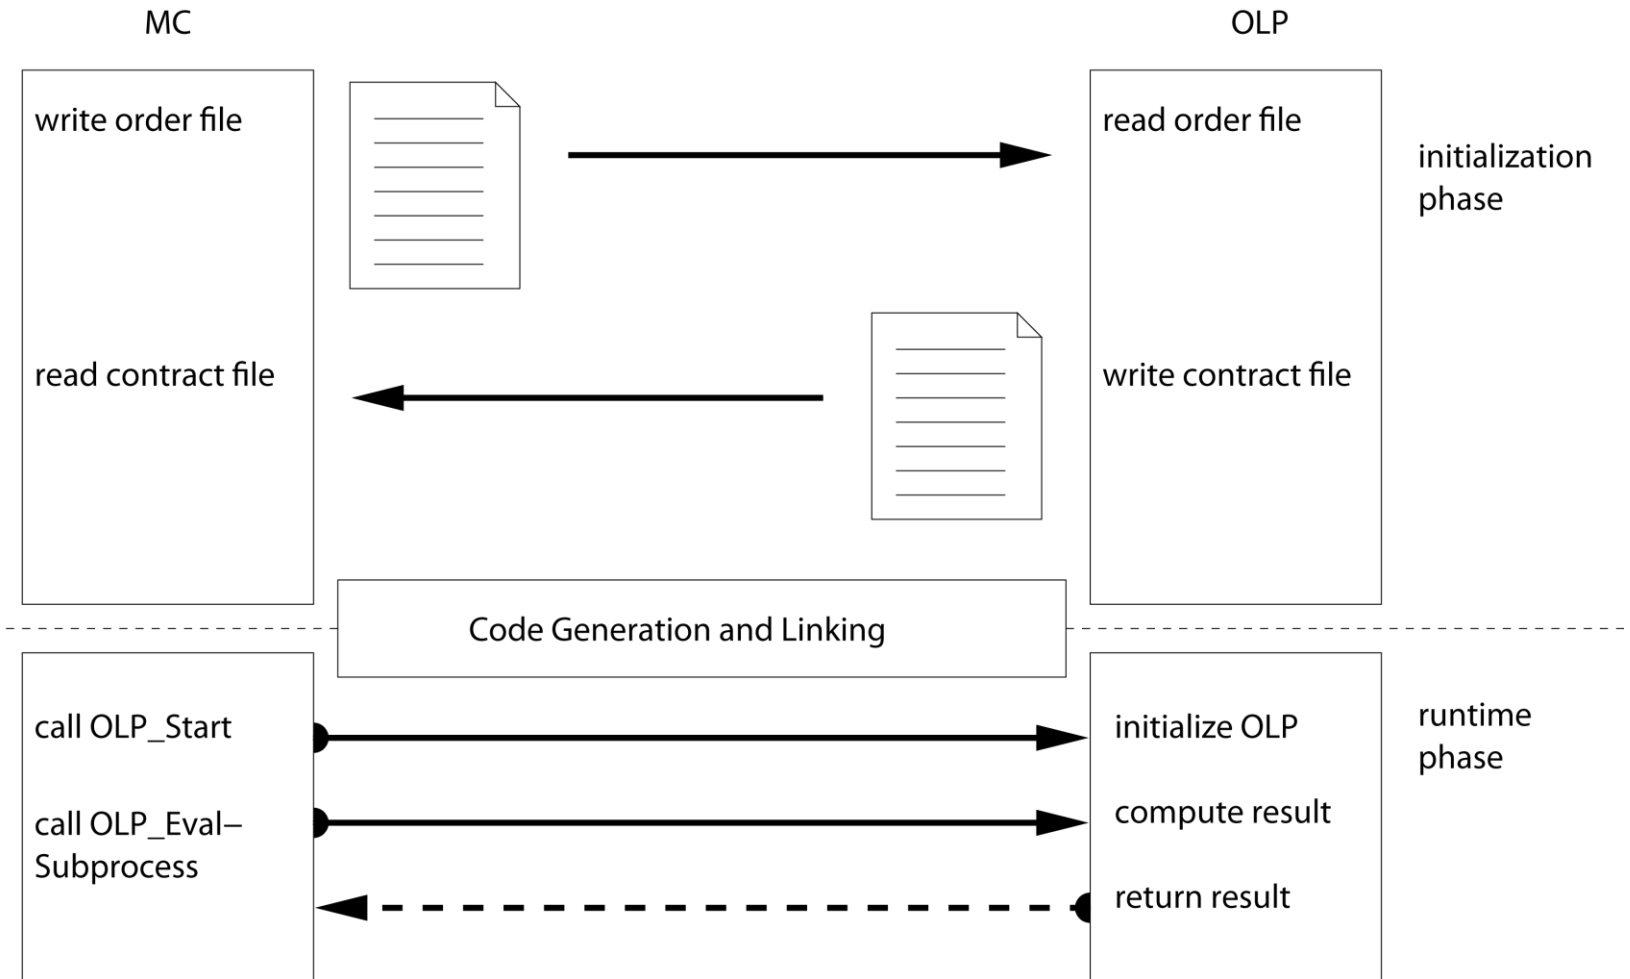 MC
OLP
write order file
read order file
initialization
phase
read contract file
write contract file
Code Generation and Linking
call OLP_Start
initialize OLP
runtime
phase
call OLP_Eval–
Subprocess
compute result
return result